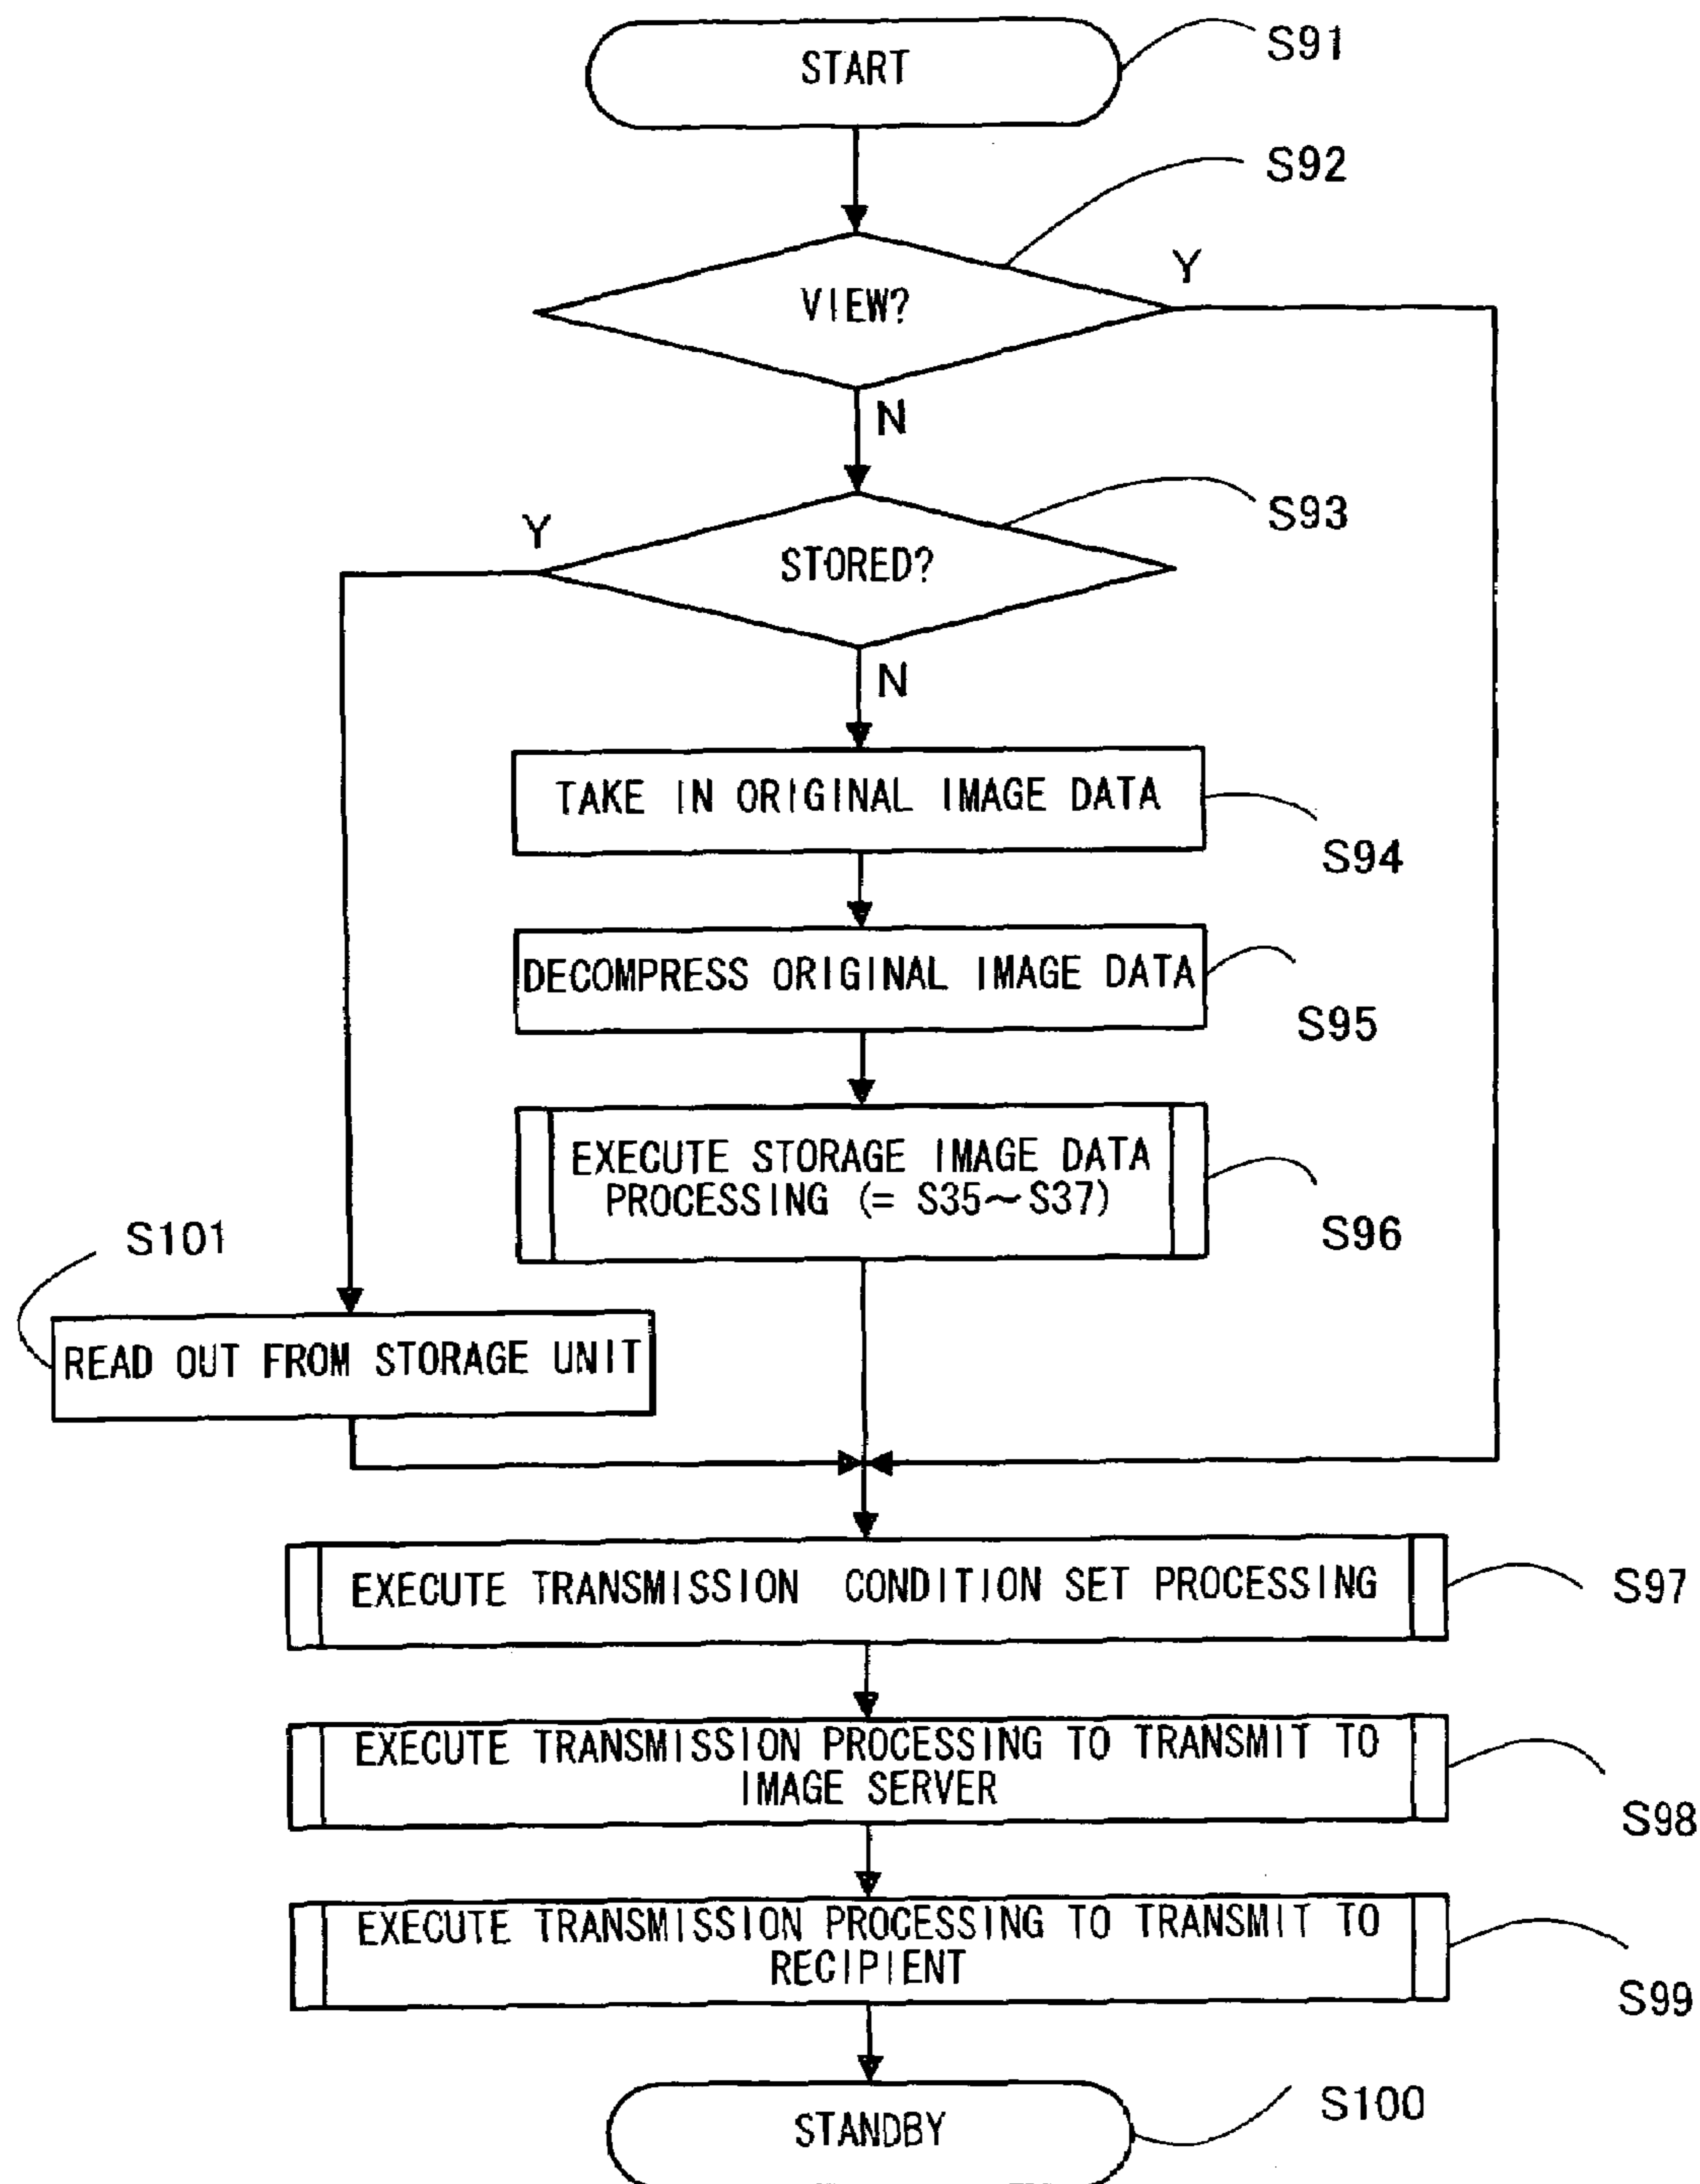 START
S91
S92
VIEW?
Y
N
S93
Y
STORED?
N
TAKE IN ORIGINAL IMAGE DATA
S94
DECOMPRESS ORIGINAL IMAGE DATA
S95
EXECUTE STORAGE IMAGE DATA
PROCESSING (= S35～S37)
S96
S101
READ OUT FROM STORAGE UNIT
EXECUTE TRANSMISSION CONDITION SET PROCESSING
S97
EXECUTE TRANSMISSION PROCESSING TO TRANSMIT TO
IMAGE SERVER
S98
EXECUTE TRANSMISSION PROCESSING TO TRANSMIT TO
RECIPIENT
S99
STANDBY
S100